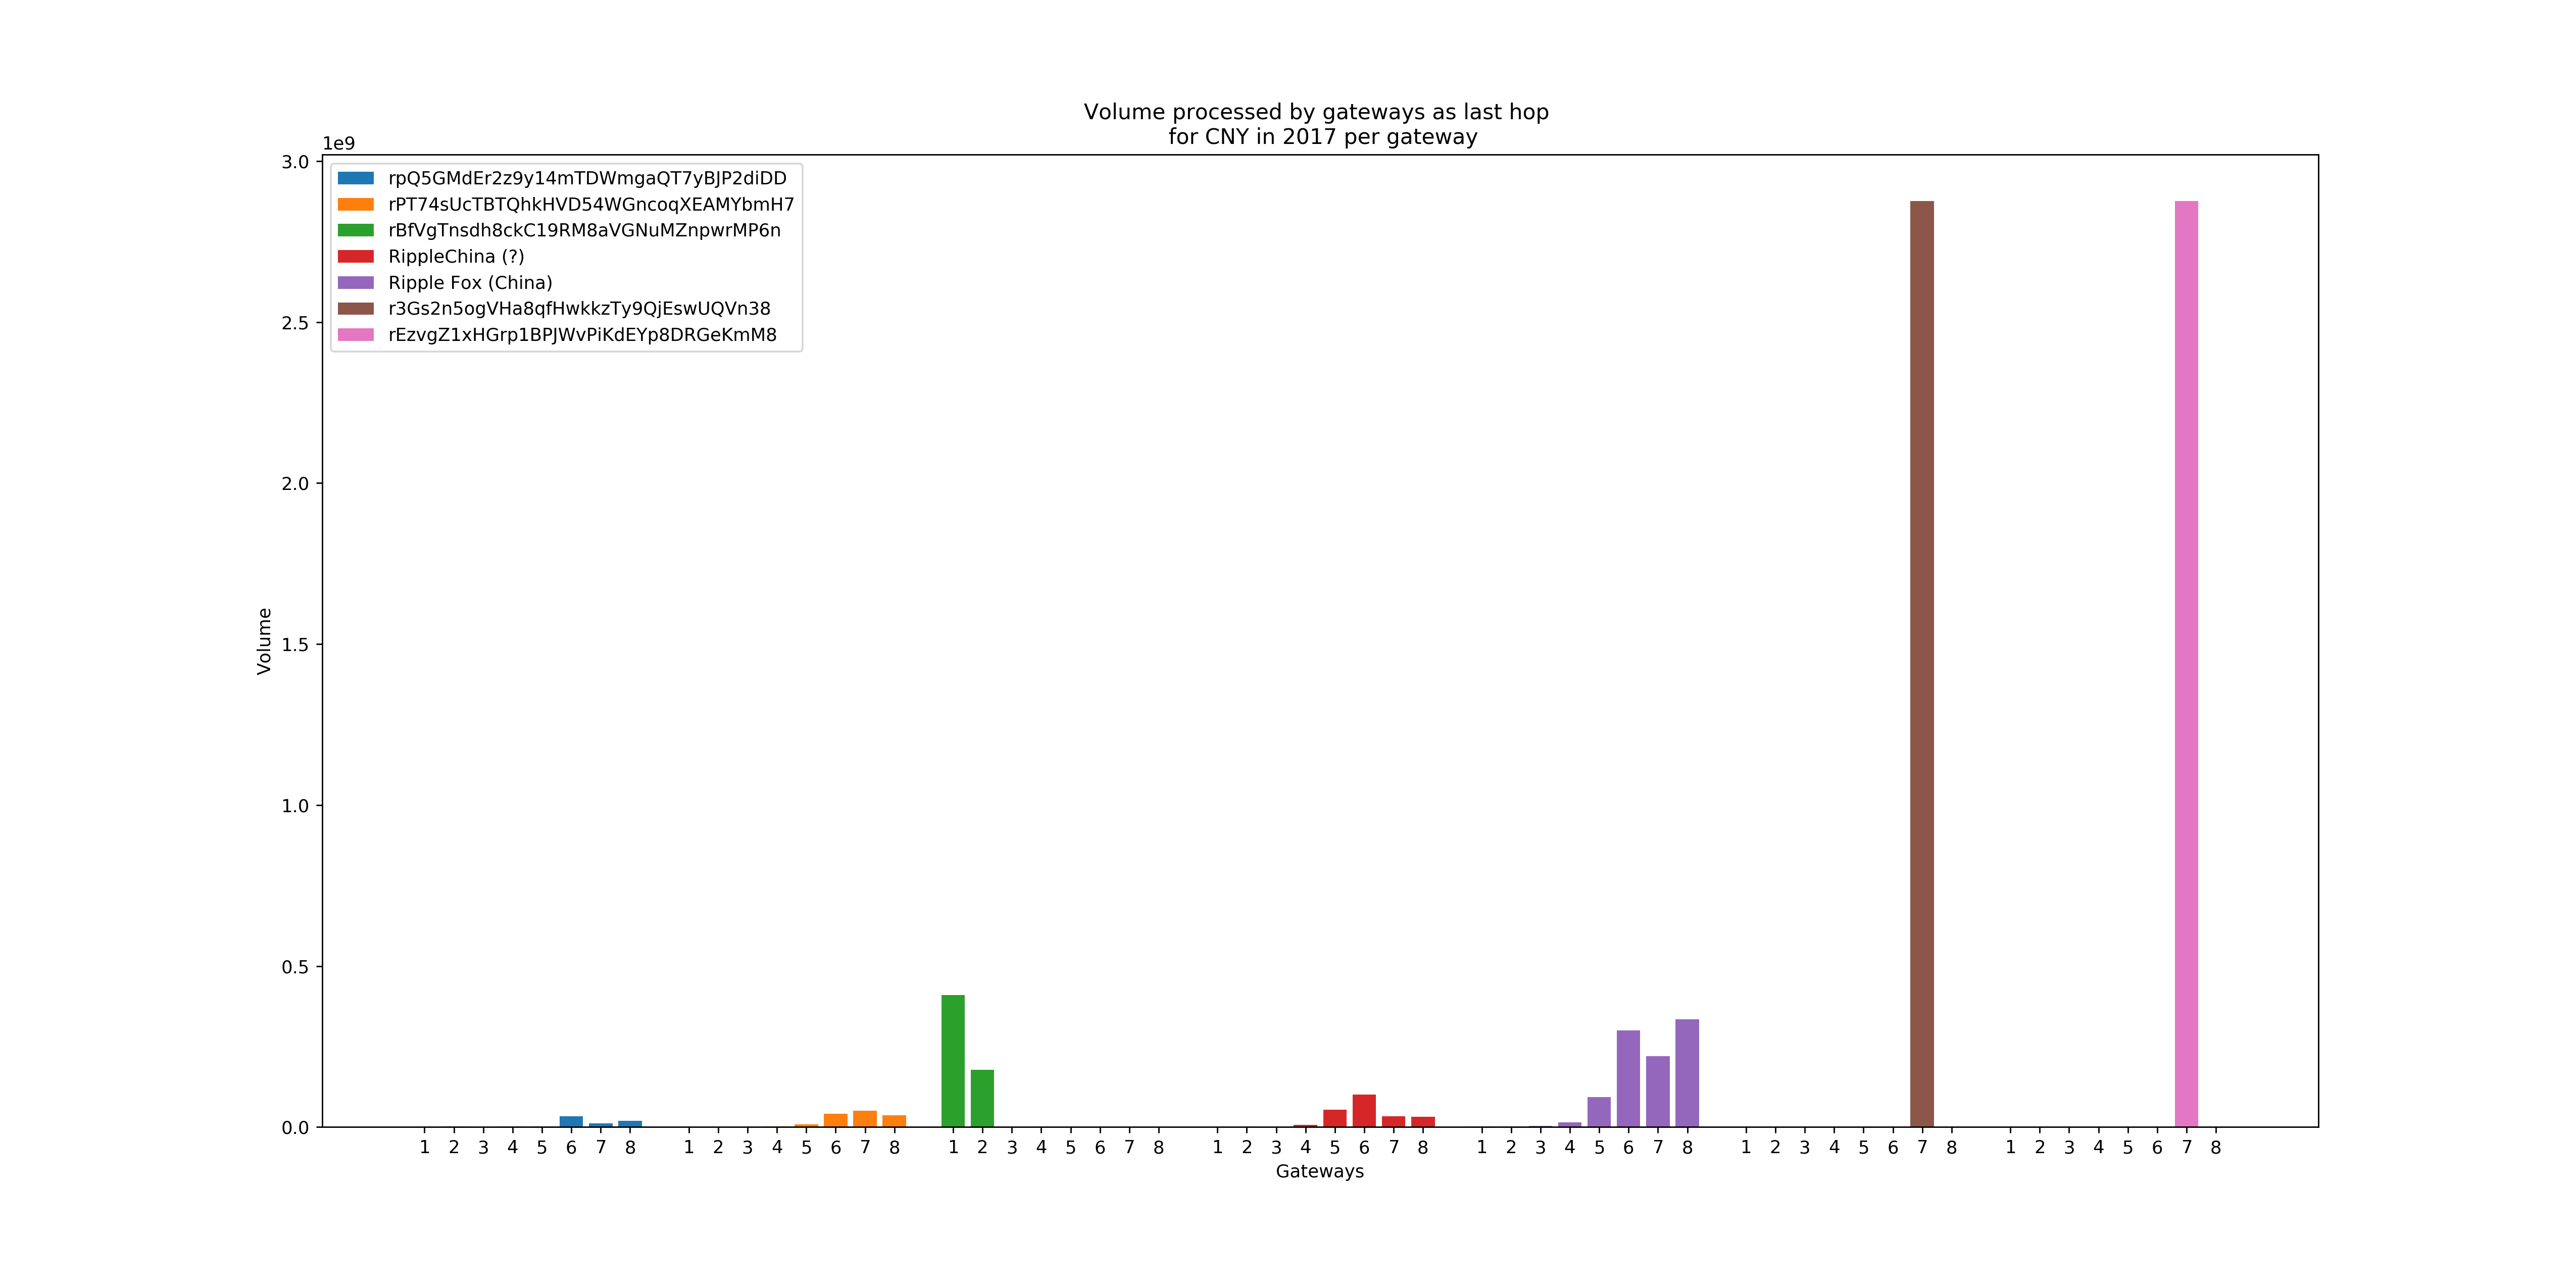 Volume processed by gateways as last hop
for CNY in 2017 per gateway
1e9
3.0
2.5
2.0
1.5
1.0
0.5
0.0
Volume
rpQ5GMdEr2z9y14mTDWmgaQT7yBJP2diDD
rPT74sUcTBTQhkHVD54WGncoqXEAMYbmH7
rBfVgTnsdh8ckC19RM8aVGNuMZnpwrMP6n
RippleChina (?)
Ripple Fox (China)
r3Gs2n5ogVHa8qfHwkkzTy9QjEswUQVn38
rEzvgZ1xHGrp1BPJWvPiKdEYp8DRGeKmM8
1 2 3 4 5 6 7 8 1 2 3 4 5 6 7 8 1 2 3 4 5 6 7 8 1 2 3 4 5 6 7 8 1 2 3 4 5 6 7 8 1 2 3 4 5 6 7 8 1 2 3 4 5 6 7 8
Gateways